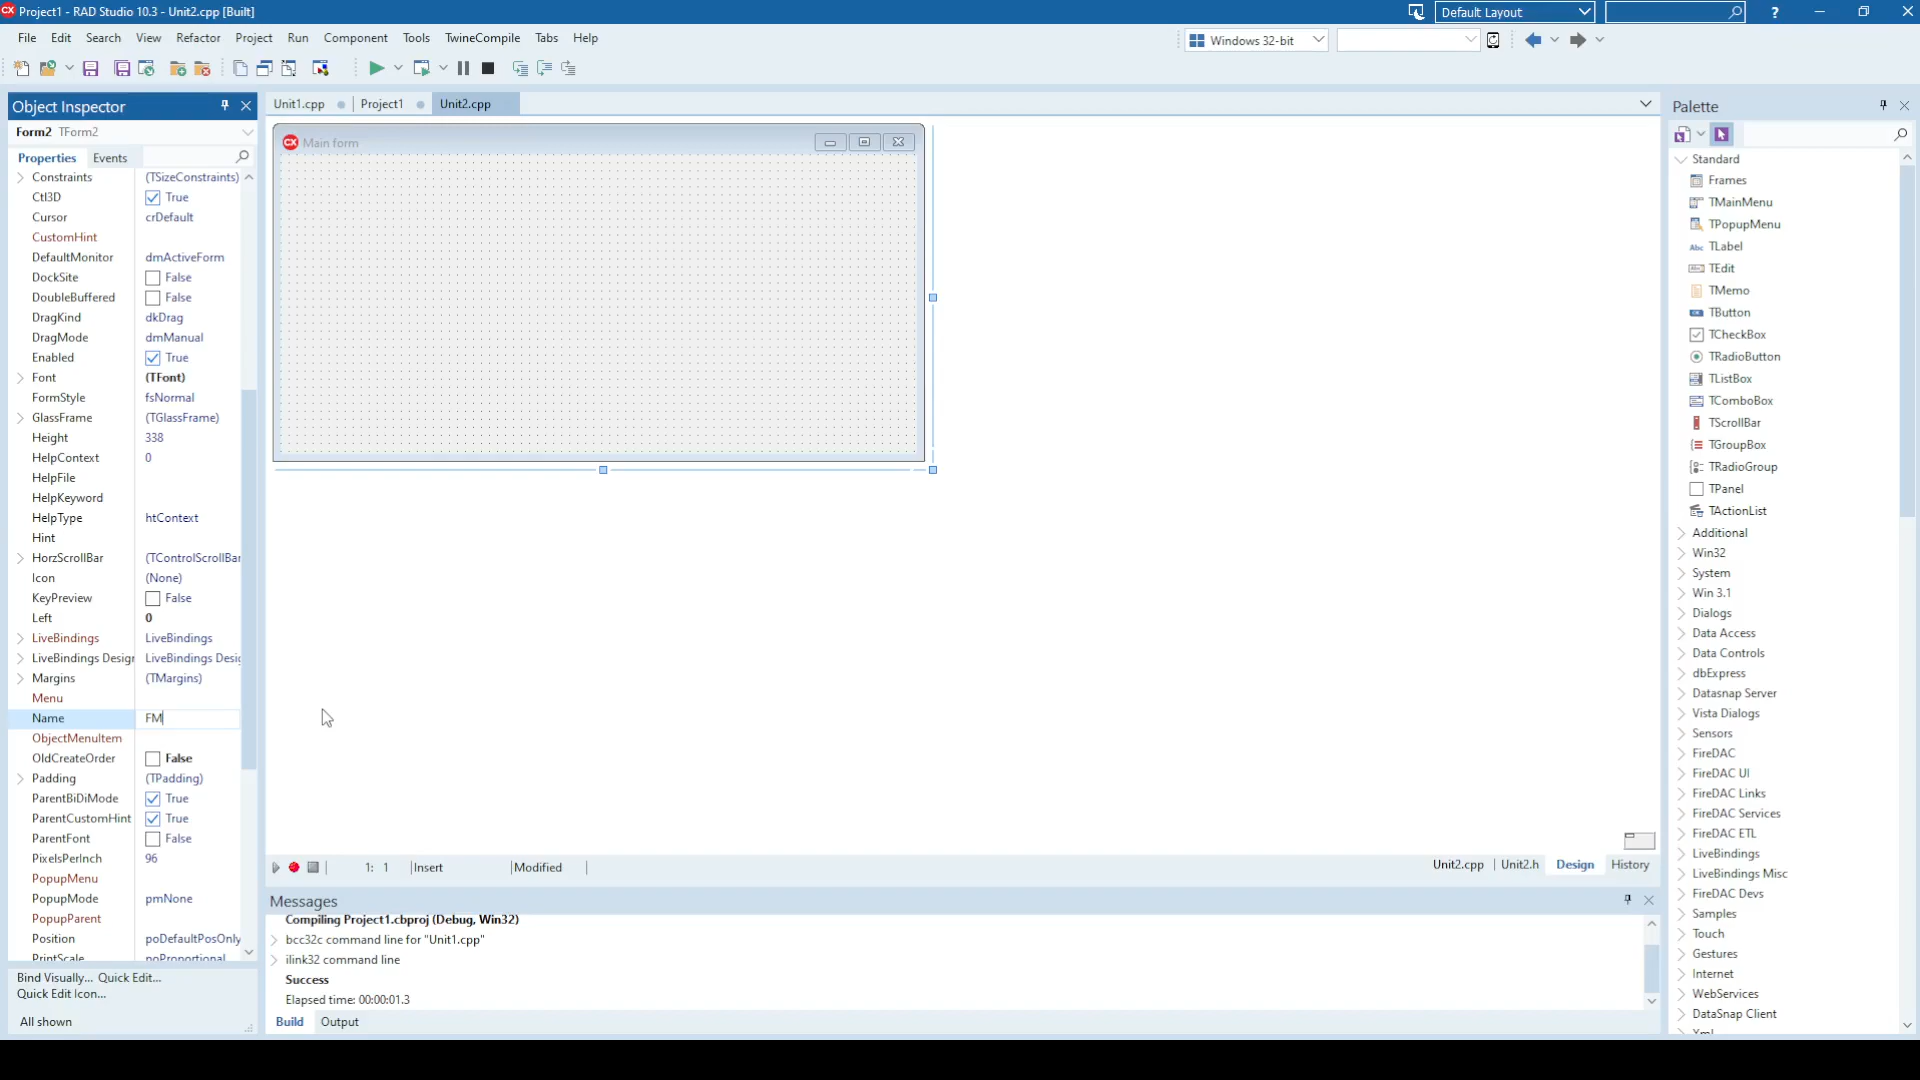 Project1 - RAD Studio 10.3 - Unit2.cpp [Built]
Default Layout
?
File Edit Search View Refactor Project Run Component Tools TwineCompile Tabs Help
Windows 32-bit
Object Inspector
Form2 TForm2
Properties Events
Constraints (TSizeConstraints)
Ctl3D True
Cursor crDefault
CustomHint
DefaultMonitor dmActiveForm
DockSite False
DoubleBuffered False
DragKind dkDrag
DragMode dmManual
Enabled True
Font (TFont)
FormStyle fsNormal
GlassFrame (TGlassFrame)
Height 338
HelpContext 0
HelpFile
HelpKeyword
HelpType htContext
Hint
HorzScrollBar (TControlScrollBar
Icon (None)
KeyPreview False
Left 0
LiveBindings LiveBindings
LiveBindings Design LiveBindings Desig
Margins (TMargins)
Menu
Name FM
ObjectMenuItem
OldCreateOrder False
Padding (TPadding)
ParentBiDiMode True
ParentCustomHint True
ParentFont False
PixelsPerInch 96
PopupMenu
PopupMode pmNone
PopupParent
Position poDefaultPosOnly
PrintScale poProportional
Bind Visually... Quick Edit...
Quick Edit Icon...
All shown
Unit1.cpp Project1 Unit2.cpp
CX Main form
1: 1 Insert Modified
Unit2.cpp Unit2.h Design History
Messages
Compiling Project1.cbproj (Debug, Win32)
bcc32c command line for "Unit1.cpp"
ilink32 command line
Success
Elapsed time: 00:00:01.3
Build Output
Palette
Standard
Frames
TMainMenu
TPopupMenu
Abc TLabel
TEdit
TMemo
TButton
TCheckBox
TRadioButton
TListBox
TComboBox
TScrollBar
TGroupBox
TRadioGroup
TPanel
TActionList
Additional
Win32
System
Win 3.1
Dialogs
Data Access
Data Controls
dbExpress
Datasnap Server
Vista Dialogs
Sensors
FireDAC
FireDAC UI
FireDAC Links
FireDAC Services
FireDAC ETL
LiveBindings
LiveBindings Misc
FireDAC Devs
Samples
Touch
Gestures
Internet
WebServices
DataSnap Client
Xml